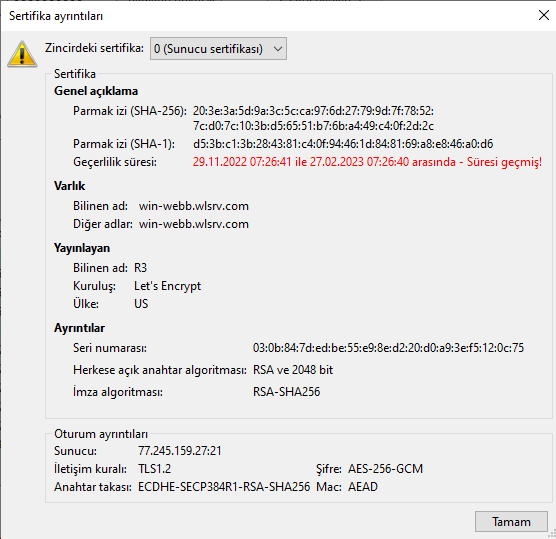 Sertifika ayrıntıları
Zincirdeki sertifika: 0 (Sunucu sertifikası)
Sertifika
Genel açıklama
Parmak izi (SHA-256): 20:3e:3a:5d:9a:3c:5c:ca:97:6d:27:79:9d:7f:78:52:
7c:d0:7c:10:3b:d5:65:51:b7:6b:a4:49:c4:0f:2d:2c
Parmak izi (SHA-1): d5:3b:c1:3b:28:43:81:c4:0f:94:46:1d:84:81:69:a8:e8:46:a0:d6
Geçerlilik süresi: 29.11.2022 07:26:41 ile 27.02.2023 07:26:40 arasında - Süresi geçmiş!
Varlık
Bilinen ad: win-webb.wlsrv.com
Diğer adlar: win-webb.wlsrv.com
Yayınlayan
Bilinen ad: R3
Kuruluş: Let's Encrypt
Ülke: US
Ayrıntılar
Seri numarası: 03:0b:84:7d:ed:be:55:e9:8e:d2:20:d0:a9:3e:f5:12:0c:75
Herkese açık anahtar algoritması: RSA ve 2048 bit
İmza algoritması: RSA-SHA256
Oturum ayrıntıları
Sunucu: 77.245.159.27:21
İletişim kuralı: TLS1.2 Şifre: AES-256-GCM
Anahtar takası: ECDHE-SECP384R1-RSA-SHA256 Mac: AEAD
Tamam